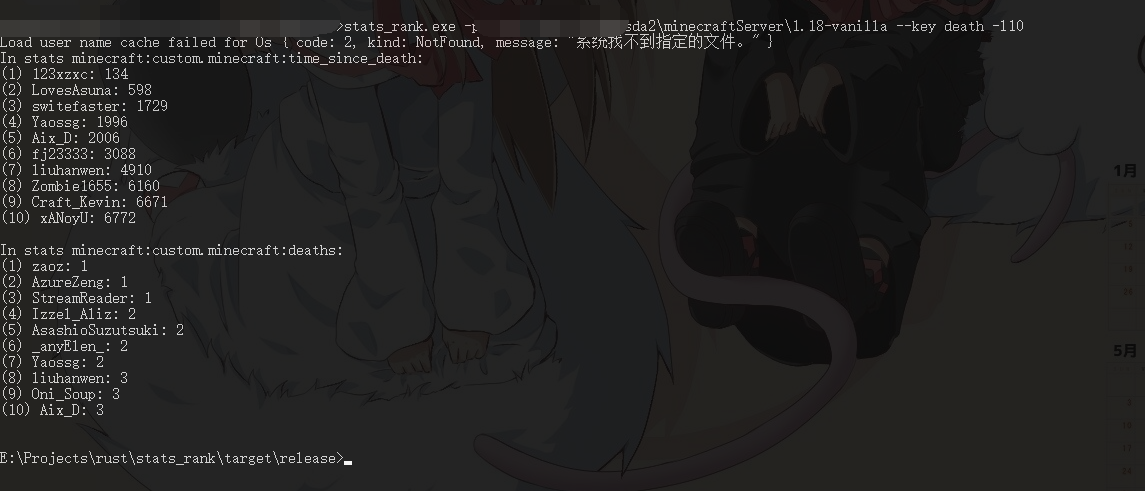 >stats_rank.exe -p sda2\minecraftServer\1.18-vanilla --key death -l10
Load user name cache failed for Os { code: 2, kind: NotFound, message: "系统找不到指定的文件。" }
In stats minecraft:custom.minecraft:time_since_death:
(1) 123xzxc: 134
(2) LovesAsuna: 598
(3) switefaster: 1729
(4) Yaossg: 1996
(5) Aix_D: 2006
(6) fj23333: 3088
(7) liuhanwen: 4910
(8) Zombie1655: 6160
(9) Craft_Kevin: 6671
(10) xANoyU: 6772
In stats minecraft:custom.minecraft:deaths:
(1) zaoz: 1
(2) AzureZeng: 1
(3) StreamReader: 1
(4) Izzel_Aliz: 2
(5) AsashioSuzutsuki: 2
(6) _anyElen_: 2
(7) Yaossg: 2
(8) liuhanwen: 3
(9) Oni_Soup: 3
(10) Aix_D: 3
E:\Projects\rust\stats_rank\target\release>
1月
5月